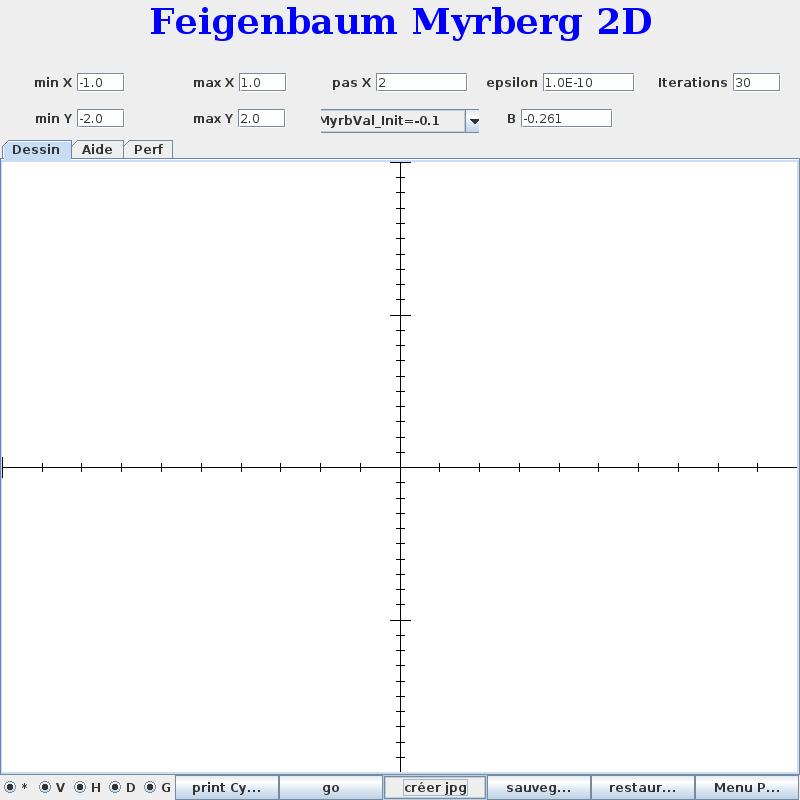 Feigenbaum Myrberg 2D
min X -1.0 max X 1.0 pas X 2 epsilon 1.0E-10 Iterations 30
min Y -2.0 max Y 2.0 MyrbVal_Init=-0.1 B -0.261
Dessin Aide Perf
* V H D G print Cy... go créer jpg sauveg... restaur... Menu P...